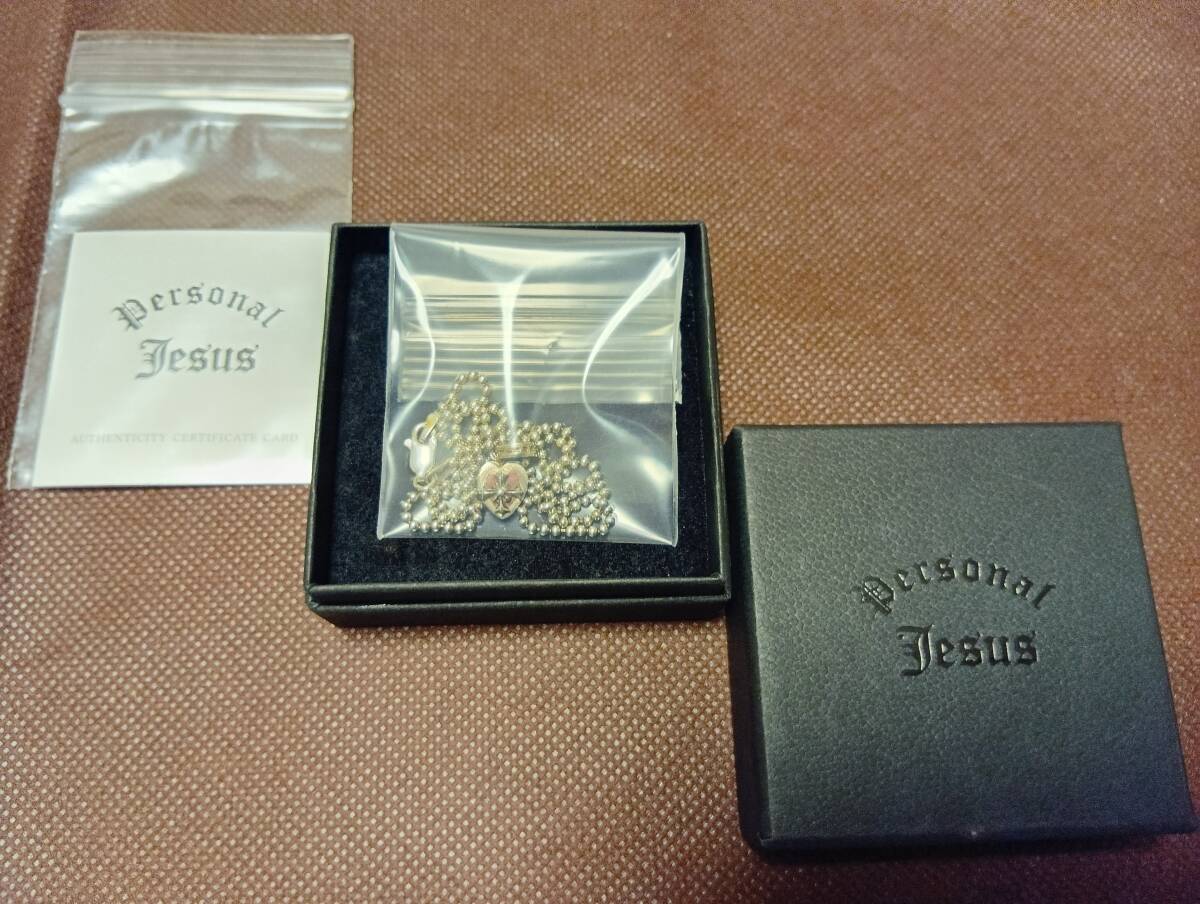 Personal
Jesus
AUTHENTICITY CERTIFICATE CARD
Personal
Jesus